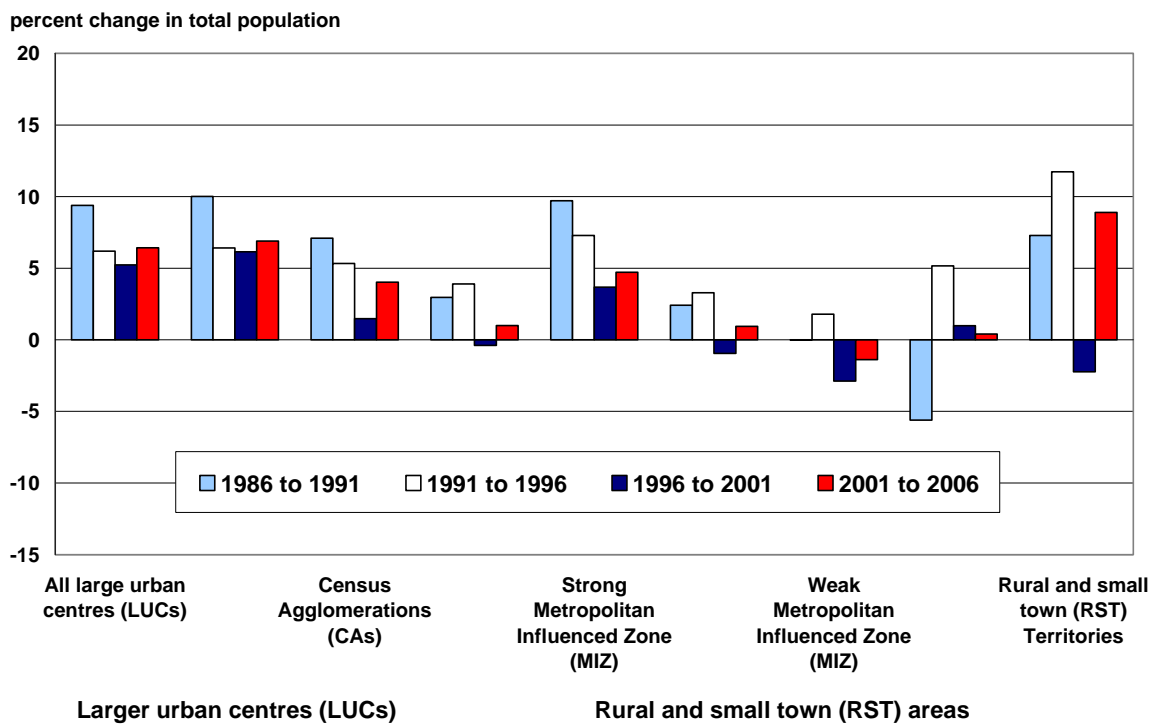 percent change in total population
20
15
10
5
0
-5
-10
-15
1986 to 1991
1991 to 1996
1996 to 2001
2001 to 2006
All large urban
centres (LUCs)
Census
Agglomerations
(CAs)
Strong
Metropolitan
Influenced Zone
(MIZ)
Weak
Metropolitan
Influenced Zone
(MIZ)
Rural and small
town (RST)
Territories
Larger urban centres (LUCs)
Rural and small town (RST) areas